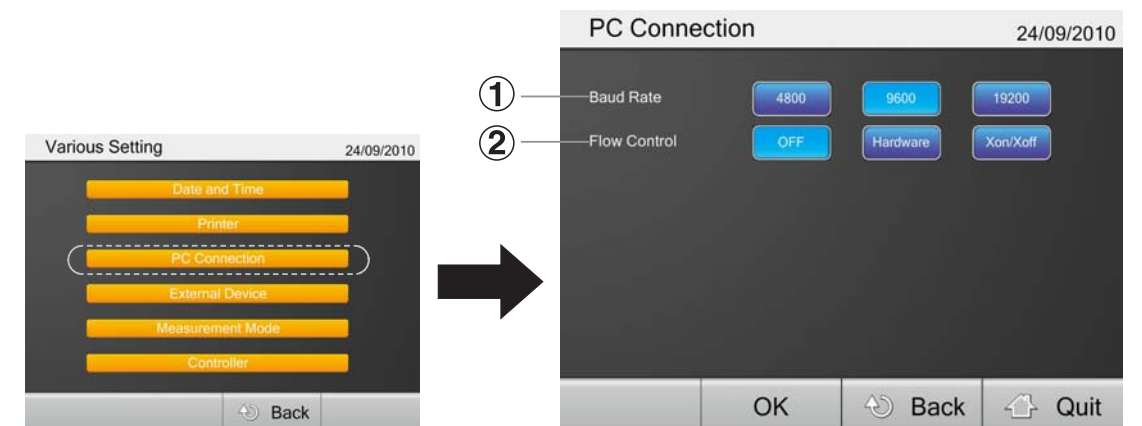 Various Setting 24/09/2010
Date and Time
Printer
PC Connection
External Device
Measurement Mode
Controller
Back
PC Connection 24/09/2010
① Baud Rate 4800 9600 19200
② Flow Control OFF Hardware Xon/Xoff
OK Back Quit